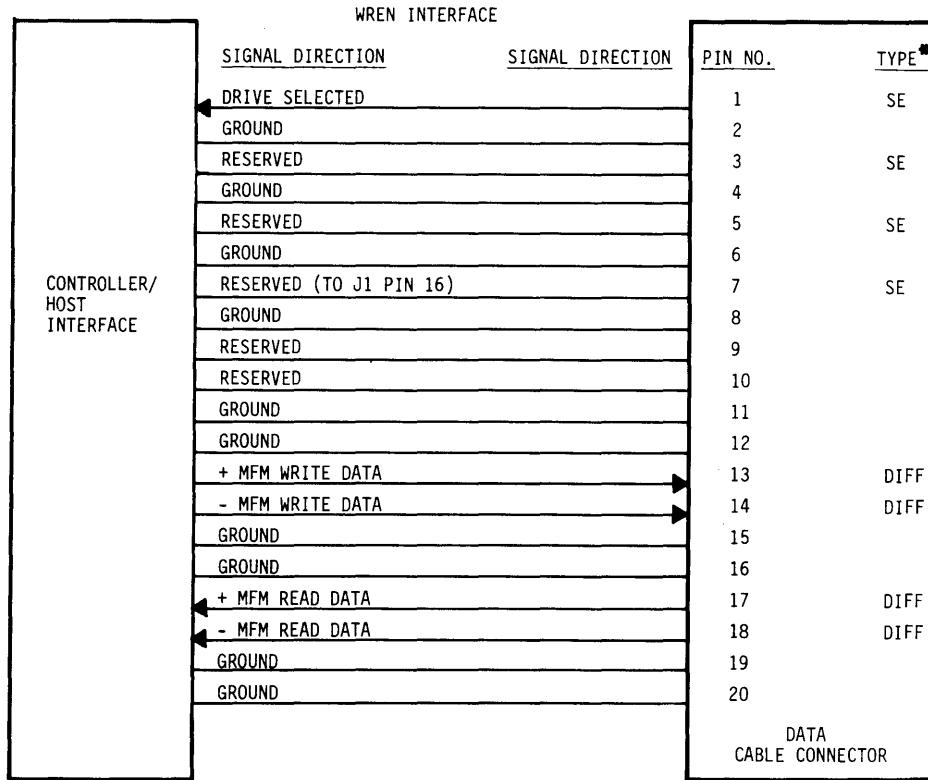 WREN INTERFACE
SIGNAL DIRECTION SIGNAL DIRECTION PIN NO. TYPE*
DRIVE SELECTED 1 SE
GROUND 2
RESERVED 3 SE
GROUND 4
RESERVED 5 SE
GROUND 6
RESERVED (TO J1 PIN 16) 7 SE
GROUND 8
RESERVED 9
RESERVED 10
GROUND 11
GROUND 12
+ MFM WRITE DATA 13 DIFF
- MFM WRITE DATA 14 DIFF
GROUND 15
GROUND 16
+ MFM READ DATA 17 DIFF
- MFM READ DATA 18 DIFF
GROUND 19
GROUND 20
CONTROLLER/
HOST
INTERFACE
DATA
CABLE CONNECTOR